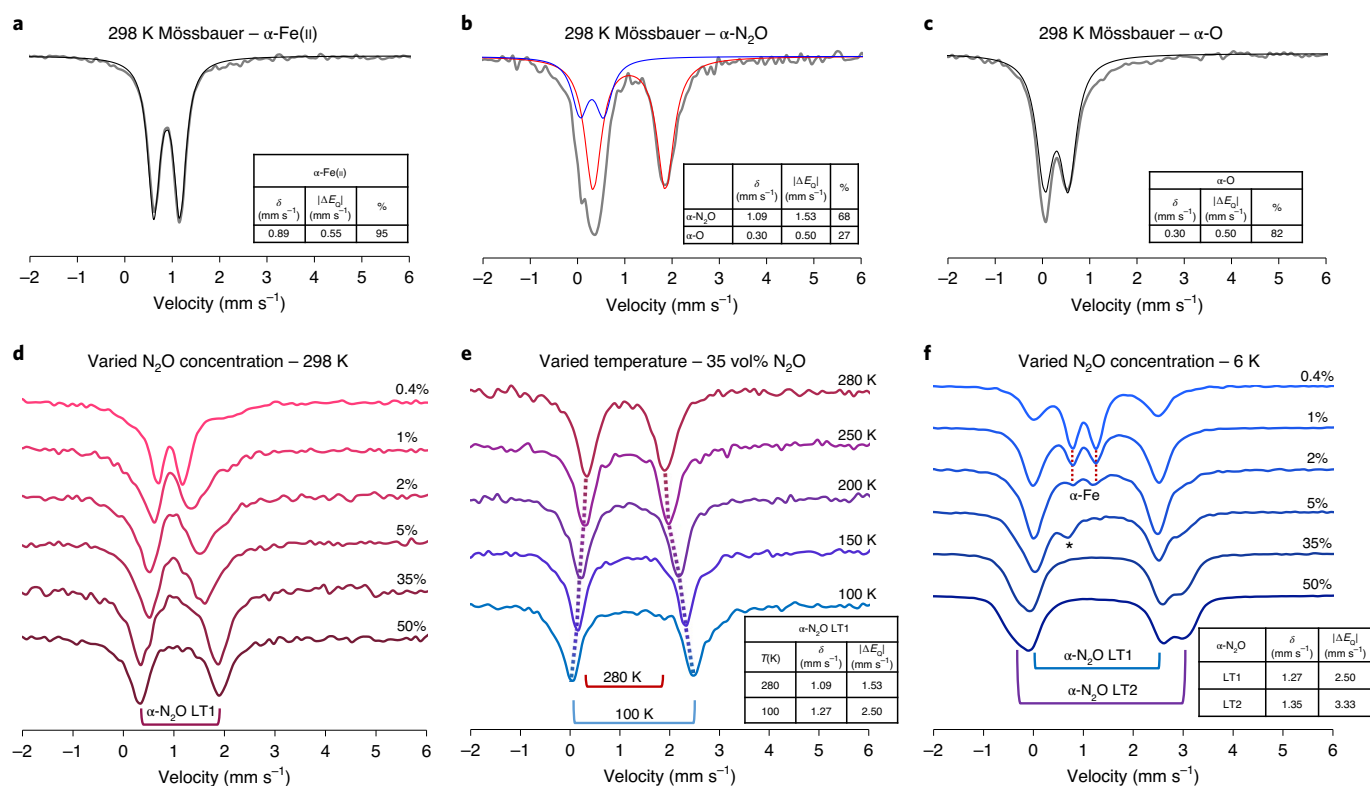 a
298 K Mössbauer – α-Fe(II)
α-Fe(II)
δ (mm s⁻¹) |ΔE_Q| (mm s⁻¹) %
0.89 0.55 95
–2 –1 0 1 2 3 4 5 6
Velocity (mm s⁻¹)
b
298 K Mössbauer – α-N₂O
δ (mm s⁻¹) |ΔE_Q| (mm s⁻¹) %
α-N₂O 1.09 1.53 68
α-O 0.30 0.50 27
–2 –1 0 1 2 3 4 5 6
Velocity (mm s⁻¹)
c
298 K Mössbauer – α-O
α-O
δ (mm s⁻¹) |ΔE_Q| (mm s⁻¹) %
0.30 0.50 82
–2 –1 0 1 2 3 4 5 6
Velocity (mm s⁻¹)
d
Varied N₂O concentration – 298 K
0.4%
1%
2%
5%
35%
50%
α-N₂O LT1
–2 –1 0 1 2 3 4 5 6
Velocity (mm s⁻¹)
e
Varied temperature – 35 vol% N₂O
280 K
250 K
200 K
150 K
100 K
280 K
100 K
α-N₂O LT1
T(K) δ (mm s⁻¹) |ΔE_Q| (mm s⁻¹)
280 1.09 1.53
100 1.27 2.50
–2 –1 0 1 2 3 4 5 6
Velocity (mm s⁻¹)
f
Varied N₂O concentration – 6 K
0.4%
1%
2%
α-Fe
5%
*
35%
50%
α-N₂O LT1
α-N₂O LT2
α-N₂O δ (mm s⁻¹) |ΔE_Q| (mm s⁻¹)
LT1 1.27 2.50
LT2 1.35 3.33
–2 –1 0 1 2 3 4 5 6
Velocity (mm s⁻¹)